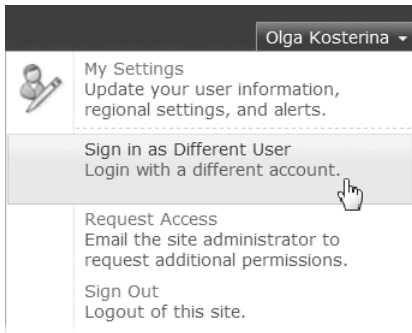 Olga Kosterina
My Settings
Update your user information,
regional settings, and alerts.
Sign in as Different User
Login with a different account.
Request Access
Email the site administrator to
request additional permissions.
Sign Out
Logout of this site.